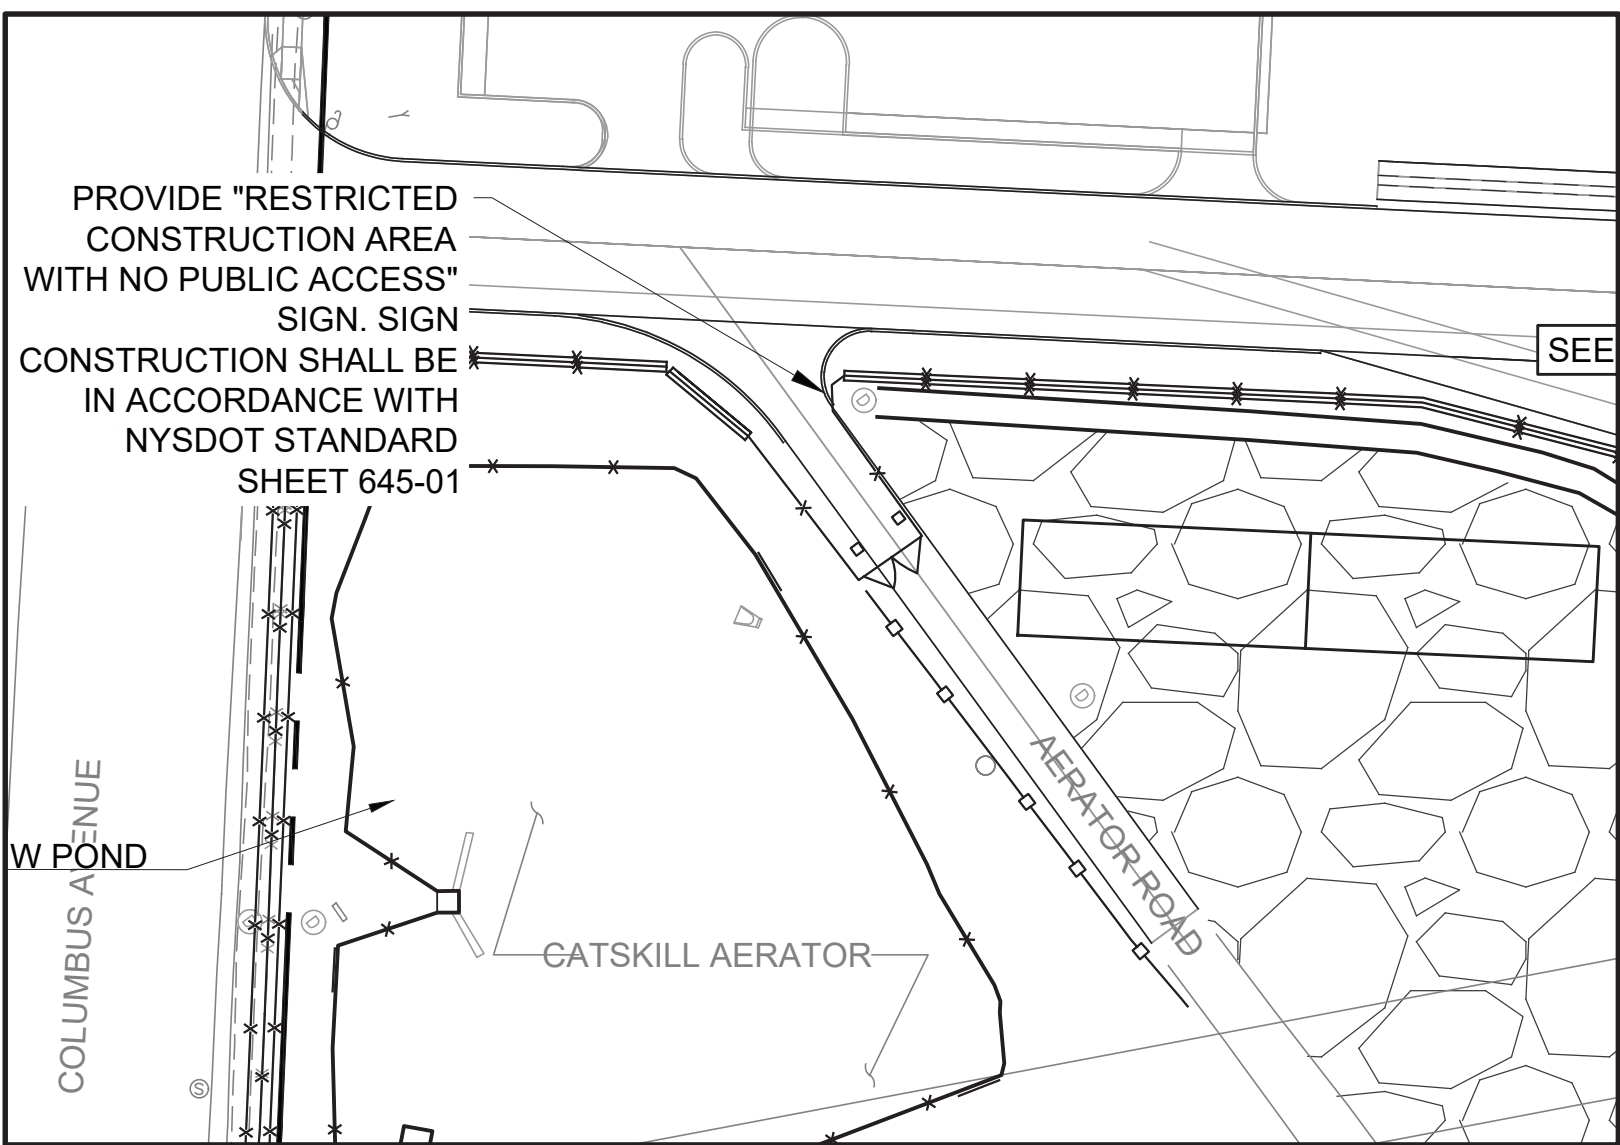 PROVIDE "RESTRICTED
CONSTRUCTION AREA
WITH NO PUBLIC ACCESS"
SIGN. SIGN
CONSTRUCTION SHALL BE
IN ACCORDANCE WITH
NYSDOT STANDARD
SHEET 645-01
SEE
D
D
AERATOR ROAD
W POND
COLUMBUS AVENUE
D
D
CATSKILL AERATOR
S